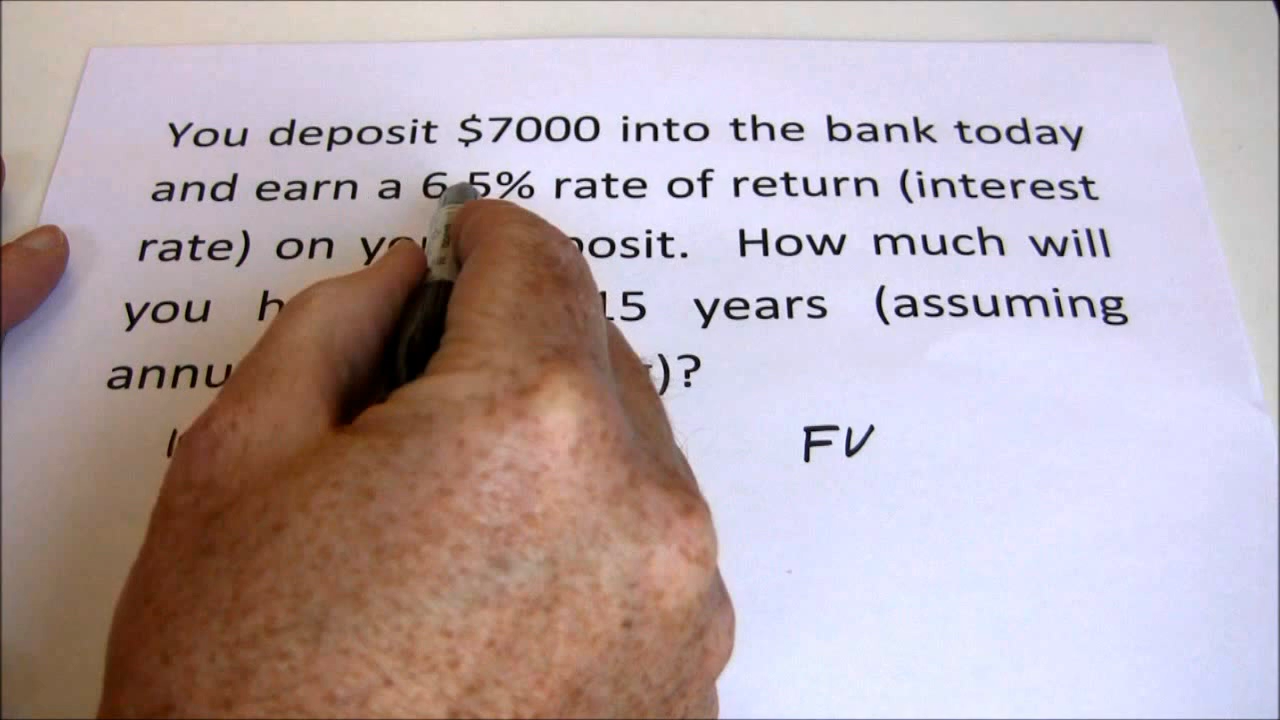 You deposit $7000 into the bank today
and earn a 6.5% rate of return (interest
rate) on posit. How much will
you 15 years (assuming
annu )?
FV